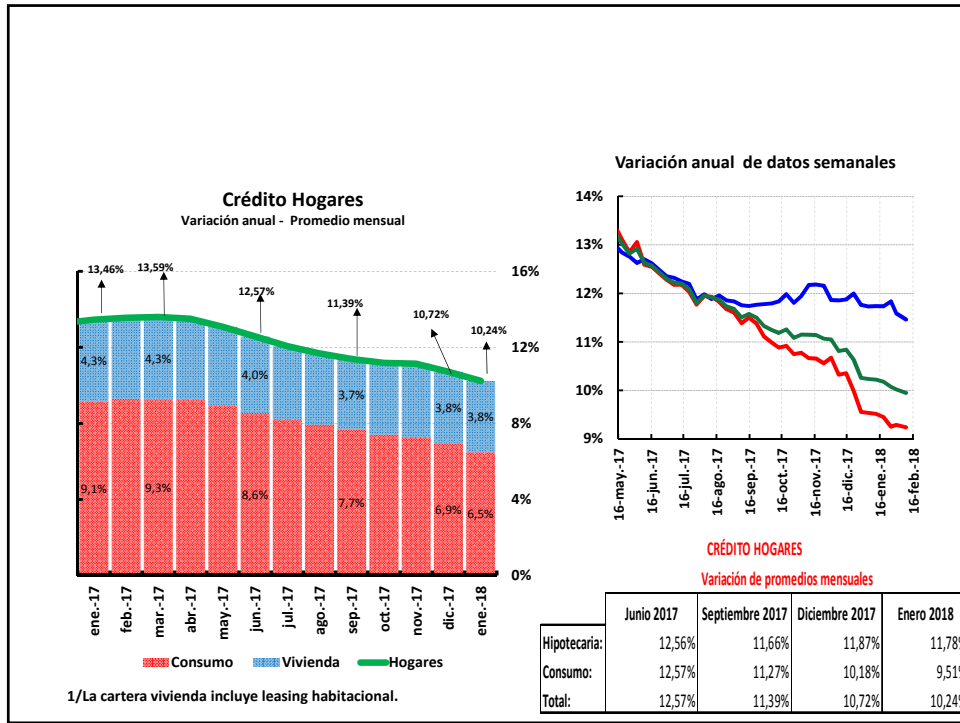 Crédito Hogares
Variación anual - Promedio mensual
16%
12%
8%
4%
0%
13,46%
13,59%
12,57%
11,39%
10,72%
10,24%
4,3%
4,3%
4,0%
3,7%
3,8%
3,8%
9,1%
9,3%
8,6%
7,7%
6,9%
6,5%
ene.-17
feb.-17
mar.-17
abr.-17
may.-17
jun.-17
jul.-17
ago.-17
sep.-17
oct.-17
nov.-17
dic.-17
ene.-18
Consumo Vivienda Hogares
1/La cartera vivienda incluye leasing habitacional.
Variación anual de datos semanales
14%
13%
12%
11%
10%
9%
16-may.-17
16-jun.-17
16-jul.-17
16-ago.-17
16-sep.-17
16-oct.-17
16-nov.-17
16-dic.-17
16-ene.-18
16-feb.-18
CRÉDITO HOGARES
Variación de promedios mensuales
Junio 2017 Septiembre 2017 Diciembre 2017 Enero 2018
Hipotecaria: 12,56% 11,66% 11,87% 11,78%
Consumo: 12,57% 11,27% 10,18% 9,51%
Total: 12,57% 11,39% 10,72% 10,24%